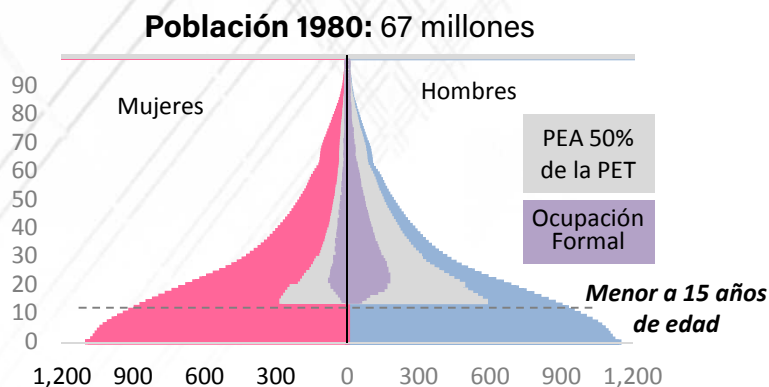 Población 1980: 67 millones
90
80
70
60
50
40
30
20
10
0
Mujeres
Hombres
PEA 50%
de la PET
Ocupación
Formal
Menor a 15 años
de edad
1,200 900 600 300 0 300 600 900 1,200